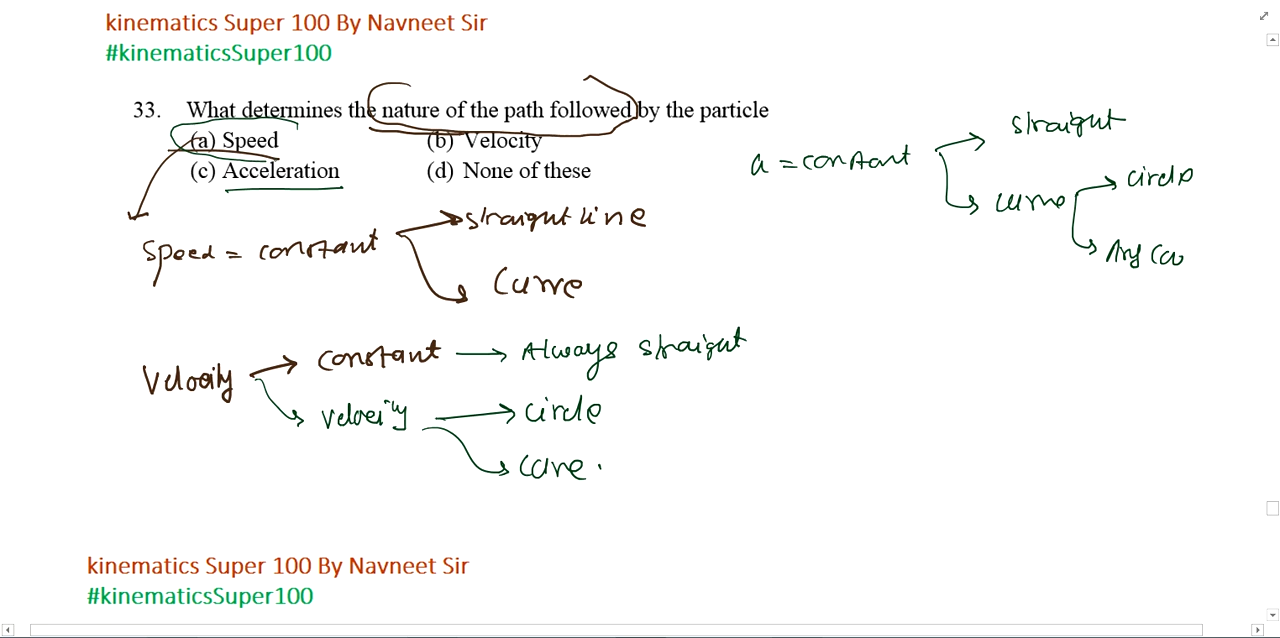 kinematics Super 100 By Navneet Sir
#kinematicsSuper100
33. What determines the nature of the path followed by the particle
(a) Speed (b) Velocity
(c) Acceleration (d) None of these
a = constant
straight
curve
circle
Any
Speed = constant
straight line
Curve
Velocity
constant
Always straight
velocity
circle
curve.
kinematics Super 100 By Navneet Sir
#kinematicsSuper100